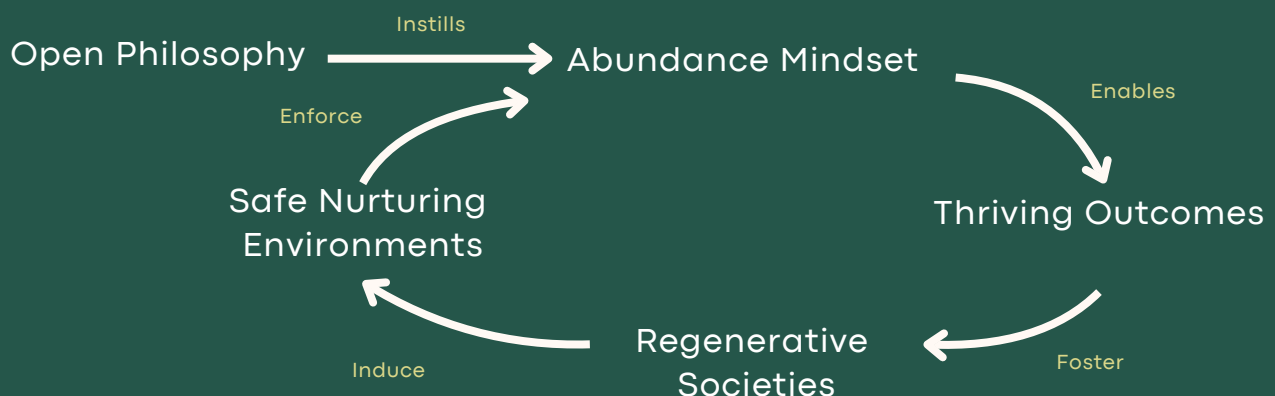 Instills
Open Philosophy
Abundance Mindset
Enables
Enforce
Safe Nurturing
Environments
Thriving Outcomes
Regenerative
Societies
Foster
Induce